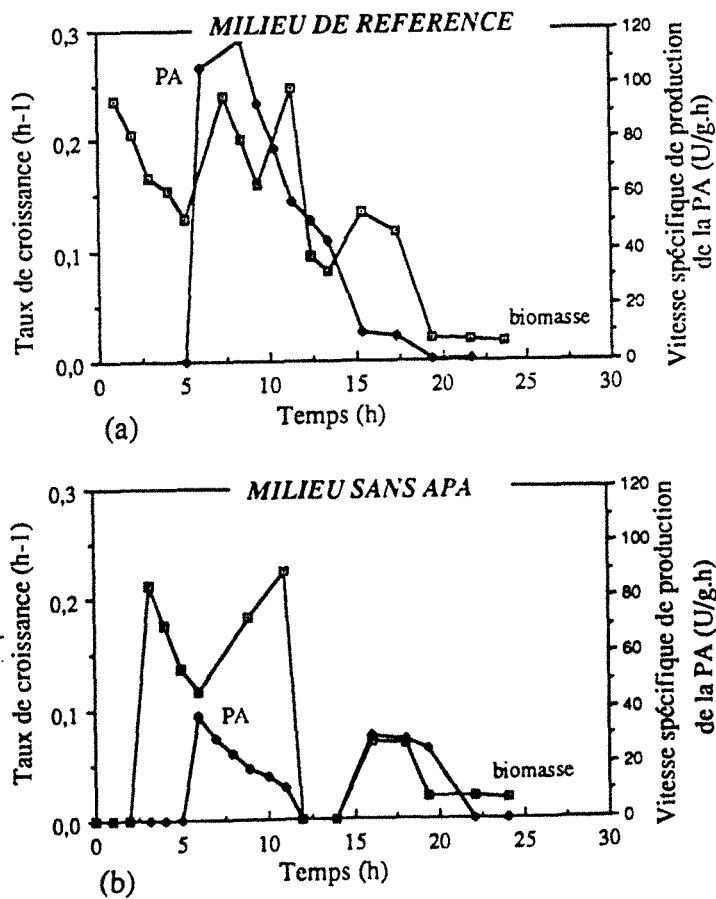 MILIEU DE REFERENCE
Taux de croissance (h-1)
0,3
0,2
0,1
0,0
PA
biomasse
120
100
80
60
40
20
0
Vitesse spécifique de production
de la PA (U/g.h)
0 5 10 15 20 25 30
Temps (h)
(a)
MILIEU SANS APA
Taux de croissance (h-1)
0,3
0,2
0,1
0,0
PA
biomasse
120
100
80
60
40
20
0
Vitesse spécifique de production
de la PA (U/g.h)
0 5 10 15 20 25 30
Temps (h)
(b)